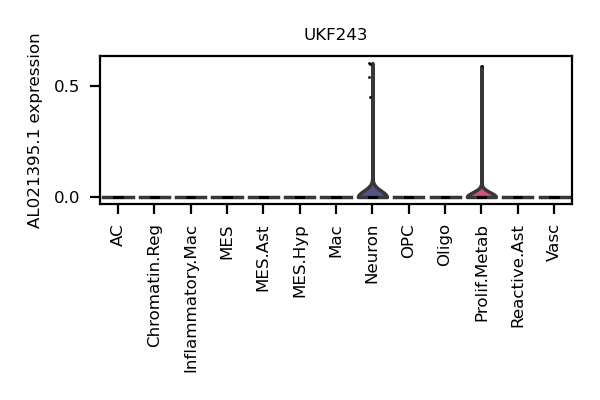 UKF243
AL021395.1 expression
0.5
0.0
AC
Chromatin.Reg
Inflammatory.Mac
MES
MES.Ast
MES.Hyp
Mac
Neuron
OPC
Oligo
Prolif.Metab
Reactive.Ast
Vasc